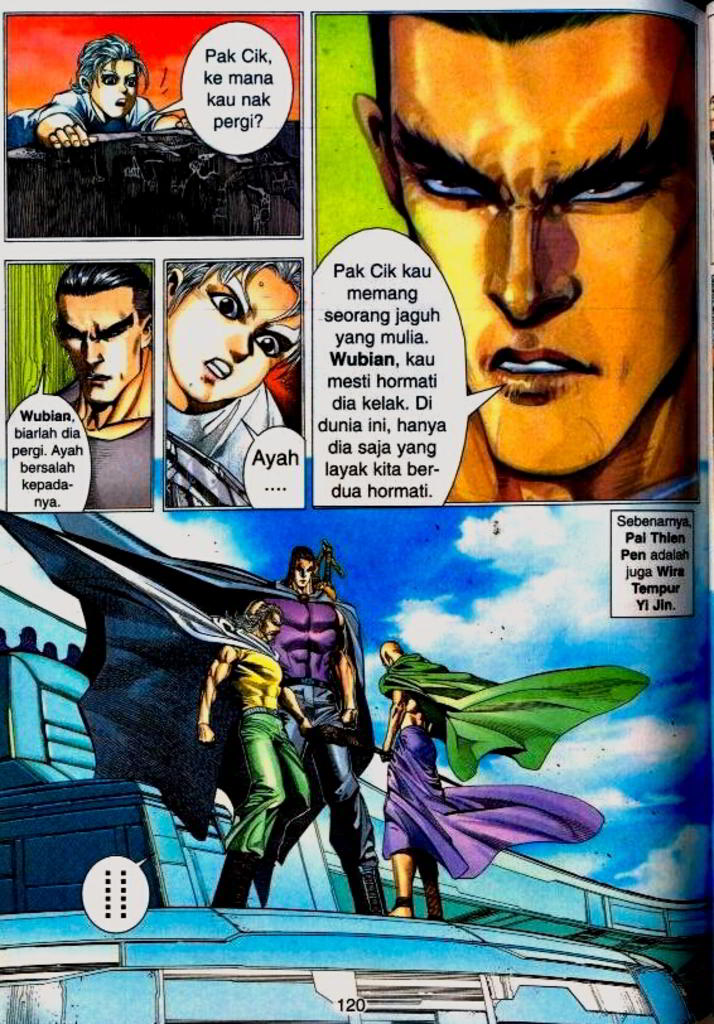 Pak Cik,
ke mana
kau nak
pergi?
Pak Cik kau
memang
seorang jaguh
yang mulia.
Wubian, kau
mesti hormati
dia kelak. Di
dunia ini, hanya
dia saja yang
layak kita ber-
dua hormati.
Wubian,
biarlah dia
pergi. Ayah
bersalah
kepada-
nya.
Ayah
....
Sebenarnya,
Pai Thien
Pen adalah
juga Wira
Tempur
Yi Jin.
120